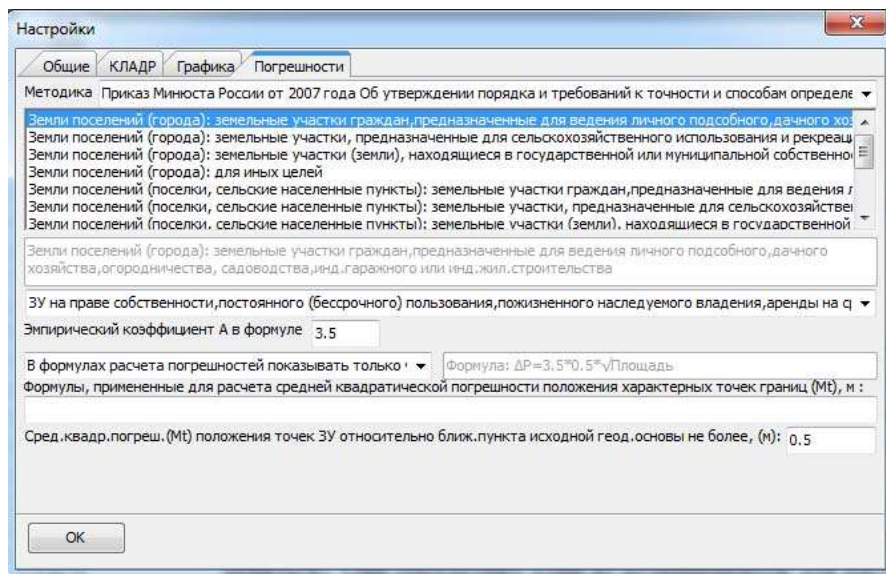 Настройки
Общие КЛАДР Графика Погрешности
Методика Приказ Минюста России от 2007 года Об утверждении порядка и требований к точности и способам определе
Земли поселений (города): земельные участки граждан,предназначенные для ведения личного подсобного,дачного хоз
Земли поселений (города): земельные участки, предназначенные для сельскохозяйственного использования и рекреац
Земли поселений (города): земельные участки (земли), находящиеся в государственной или муниципальной собственно
Земли поселений (города): для иных целей
Земли поселений (поселки, сельские населенные пункты): земельные участки граждан,предназначенные для ведения л
Земли поселений (поселки, сельские населенные пункты): земельные участки, предназначенные для сельскохозяйствен
Земли поселений (поселки, сельские населенные пункты): земельные участки (земли), находящиеся в государственной
Земли поселений (города): земельные участки граждан,предназначенные для ведения личного подсобного,дачного
хозяйства,огородничества, садоводства,инд.гаражного или инд.жил.строительства
ЗУ на праве собственности,постоянного (бессрочного) пользования,пожизненного наследуемого владения,аренды на ср
Эмпирический коэффициент А в формуле 3.5
В формулах расчета погрешностей показывать только Формула: ΔP=3.5*0.5*√Площадь
Формулы, примененные для расчета средней квадратической погрешности положения характерных точек границ (Mt), м :
Сред.квадр.погреш.(Mt) положения точек ЗУ относительно ближ.пункта исходной геод.основы не более, (м): 0.5
OK